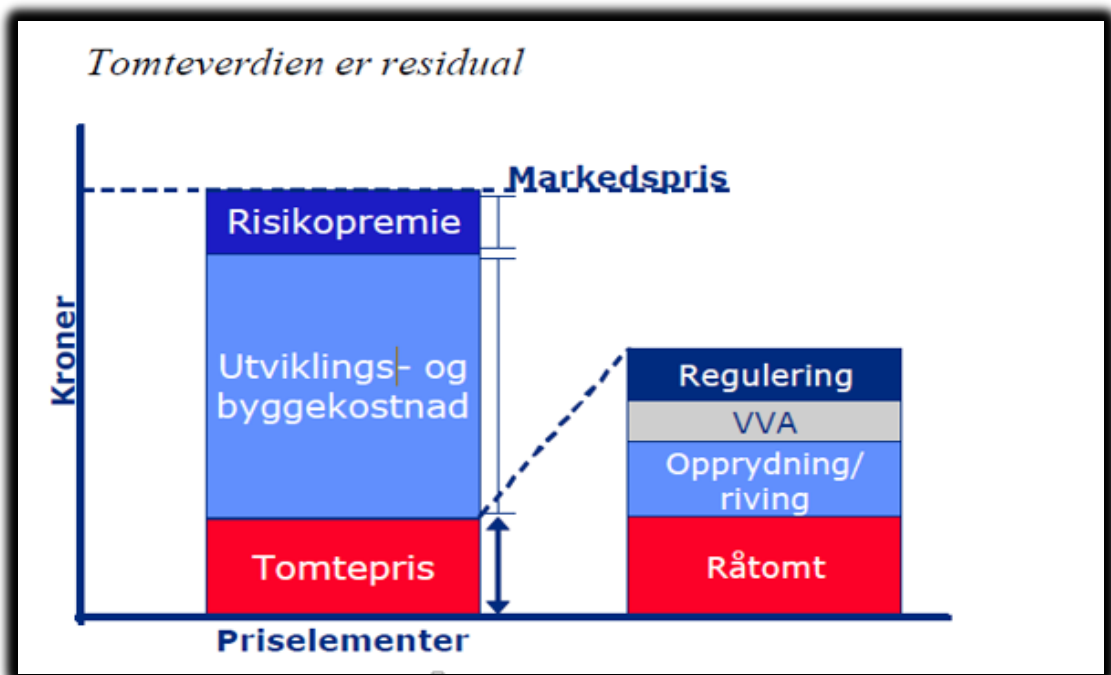 Tomteverdien er residual
Markedspris
Risikopremie
Kroner
Utviklings- og
byggekostnad
Tomtepris
Regulering
VVA
Opprydning/
riving
Råtomt
Priselementer